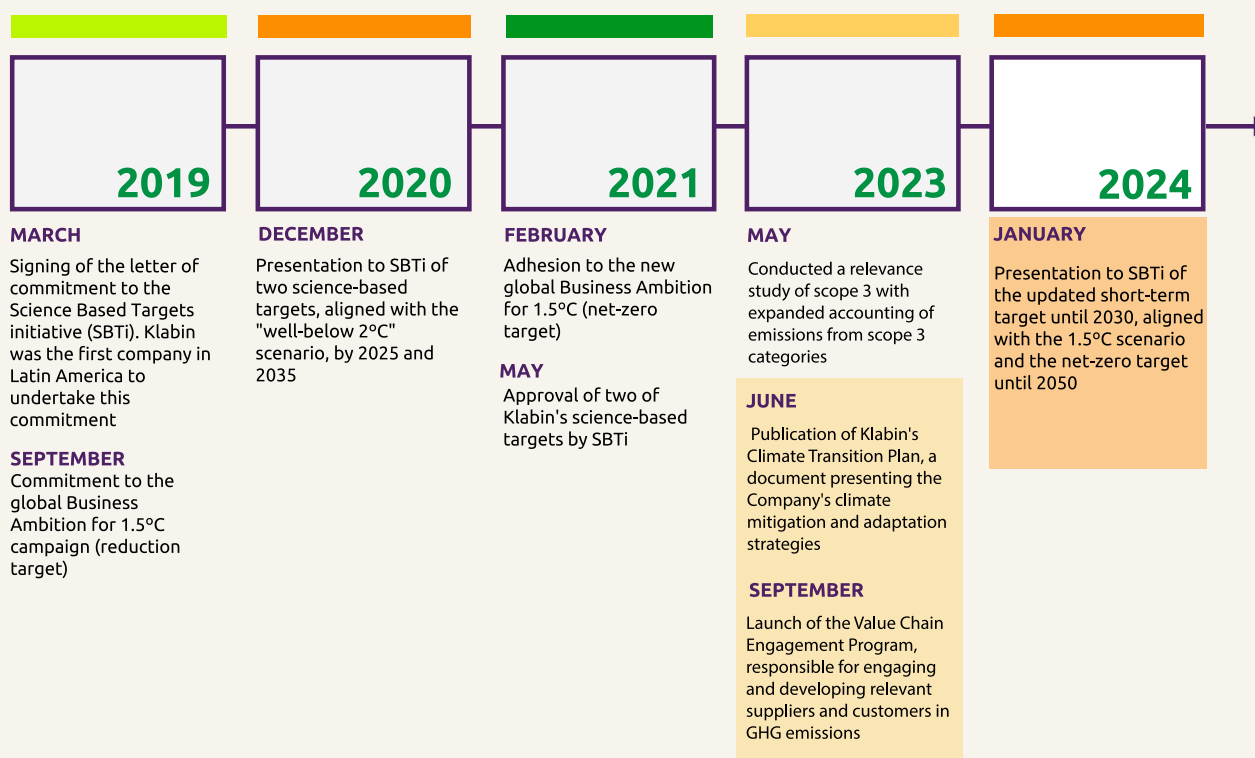 2019
MARCH
Signing of the letter of
commitment to the
Science Based Targets
initiative (SBTi). Klabin
was the first company in
Latin America to
undertake this
commitment
SEPTEMBER
Commitment to the
global Business
Ambition for 1.5ºC
campaign (reduction
target)
2020
DECEMBER
Presentation to SBTi of
two science-based
targets, aligned with the
"well-below 2ºC"
scenario, by 2025 and
2035
2021
FEBRUARY
Adhesion to the new
global Business Ambition
for 1.5ºC (net-zero
target)
MAY
Approval of two of
Klabin's science-based
targets by SBTi
2023
MAY
Conducted a relevance
study of scope 3 with
expanded accounting of
emissions from scope 3
categories
JUNE
Publication of Klabin's
Climate Transition Plan, a
document presenting the
Company's climate
mitigation and adaptation
strategies
SEPTEMBER
Launch of the Value Chain
Engagement Program,
responsible for engaging
and developing relevant
suppliers and customers in
GHG emissions
2024
JANUARY
Presentation to SBTi of
the updated short-term
target until 2030, aligned
with the 1.5ºC scenario
and the net-zero target
until 2050